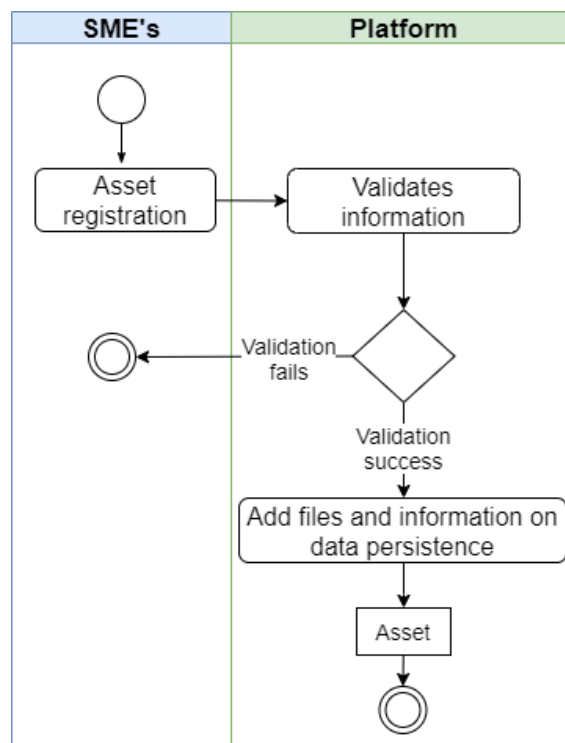 SME's
Platform
Asset
registration
Validates
information
Validation
fails
Validation
success
Add files and information on
data persistence
Asset